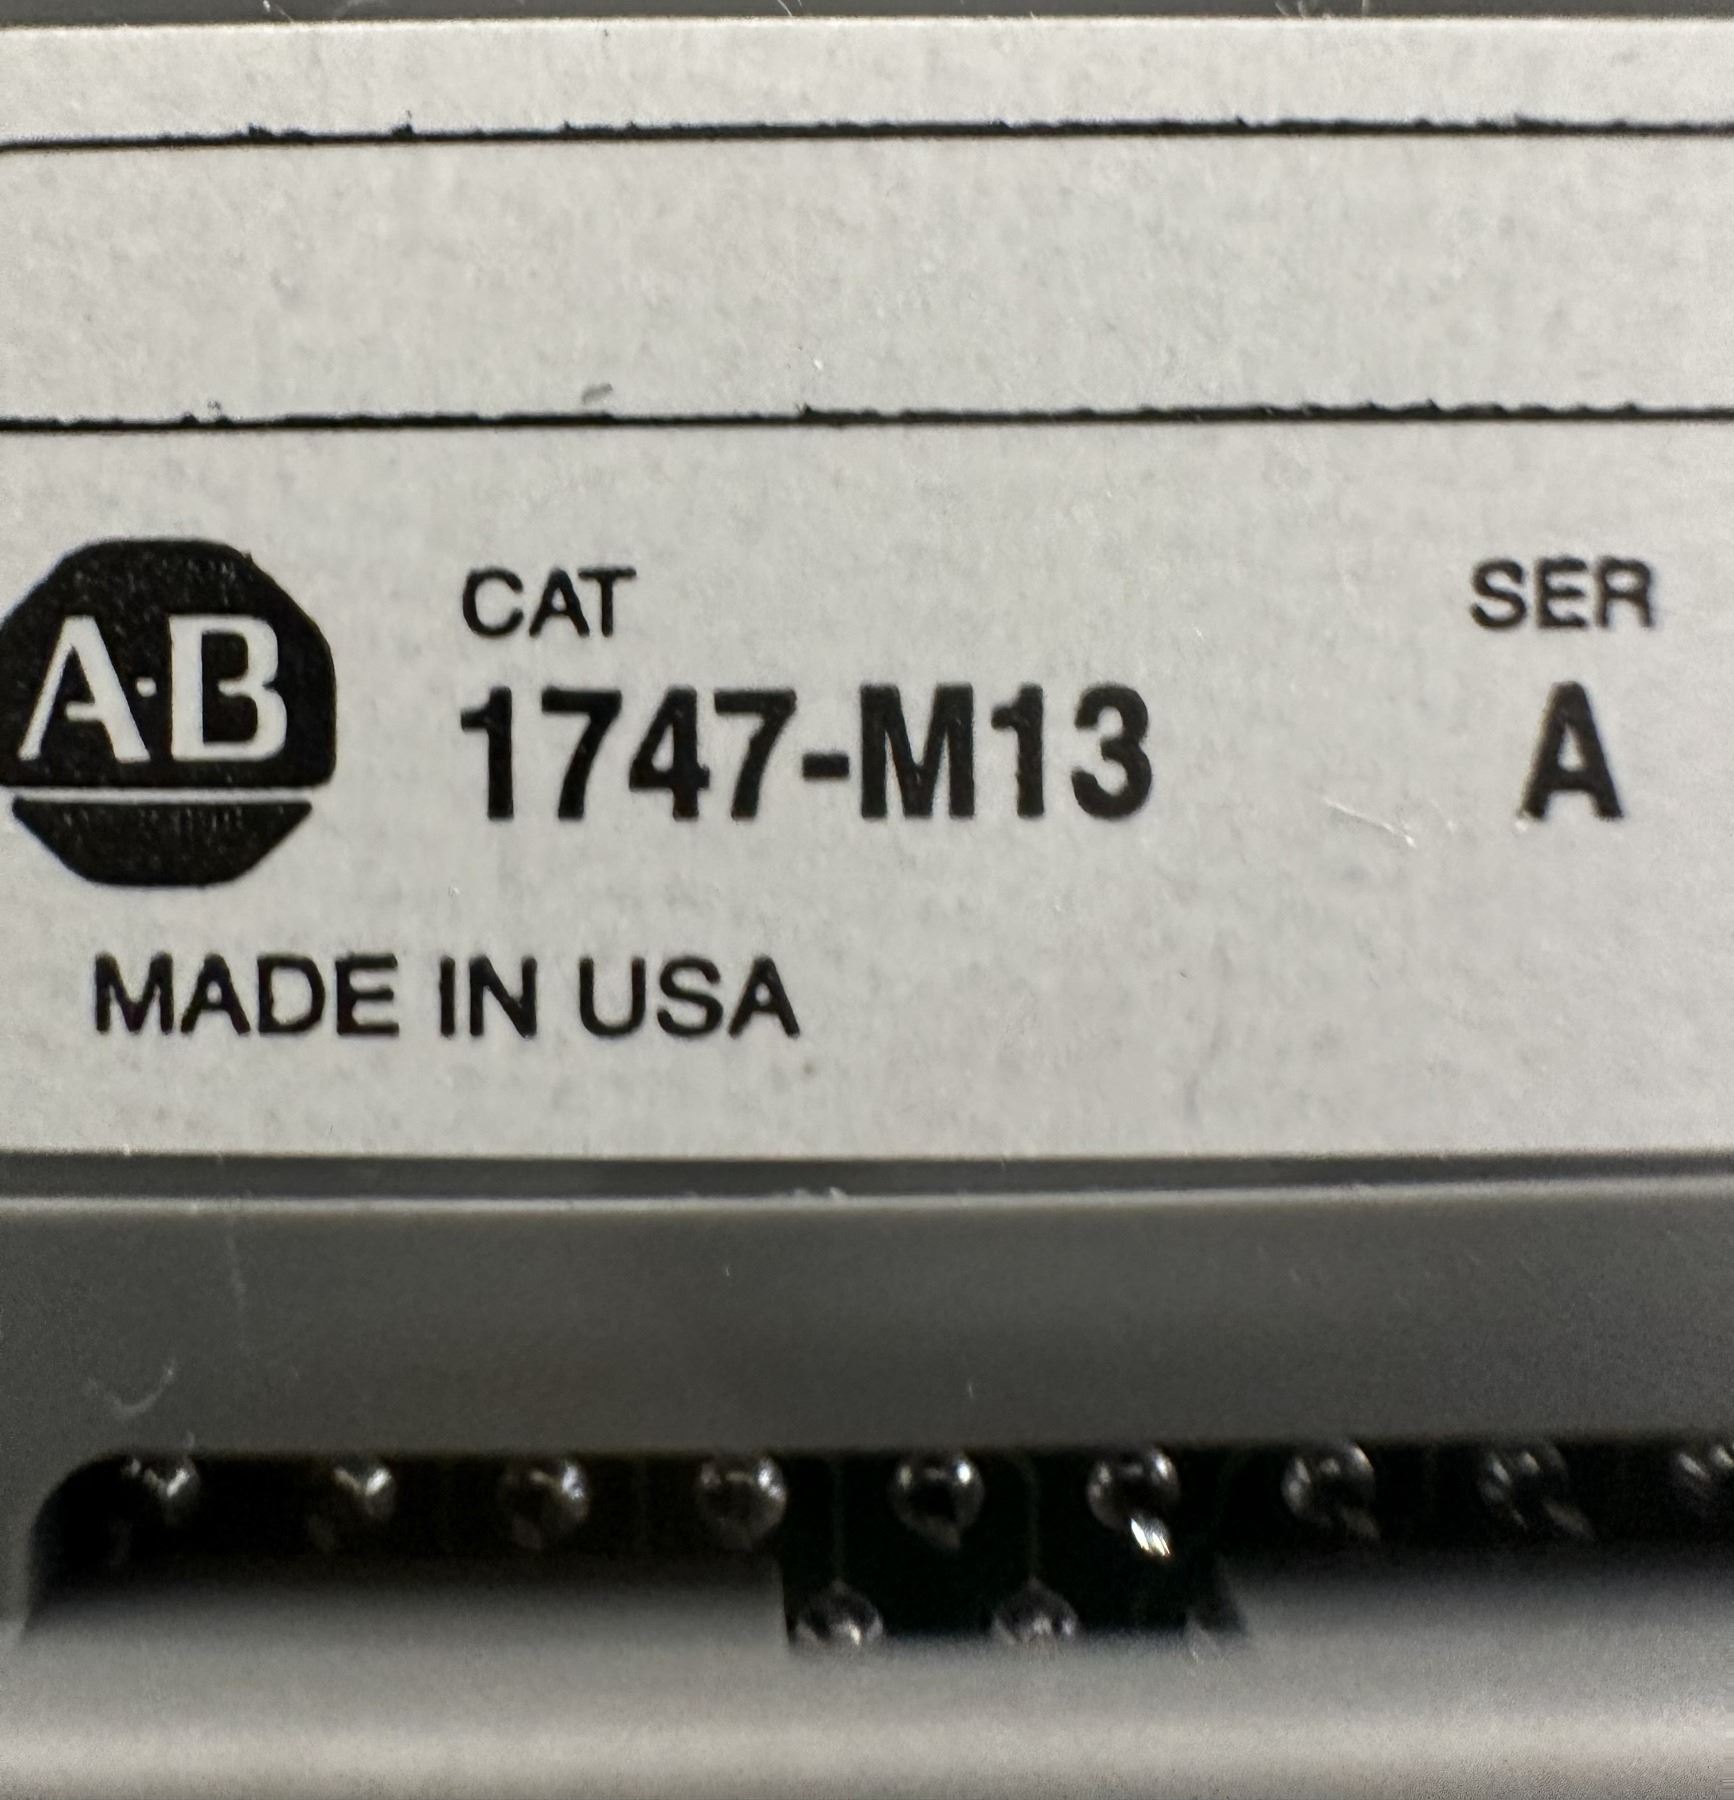 CAT SER
A·B 1747-M13 A
MADE IN USA